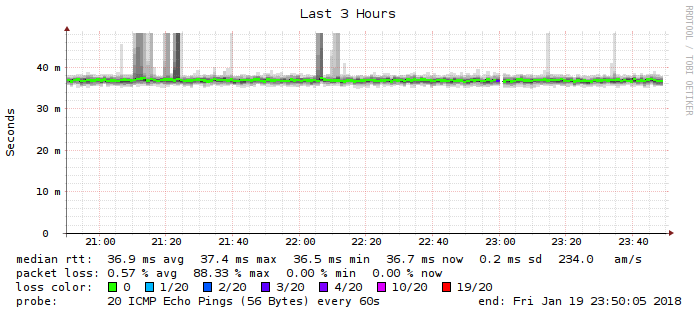 Last 3 Hours
RRDTOOL / TOBI OETIKER
Seconds
40 m
30 m
20 m
10 m
0
21:00 21:20 21:40 22:00 22:20 22:40 23:00 23:20 23:40
median rtt: 36.9 ms avg 37.4 ms max 36.5 ms min 36.7 ms now 0.2 ms sd 234.0 am/s
packet loss: 0.57 % avg 88.33 % max 0.00 % min 0.00 % now
loss color: 0 1/20 2/20 3/20 4/20 10/20 19/20
probe: 20 ICMP Echo Pings (56 Bytes) every 60s end: Fri Jan 19 23:50:05 2018